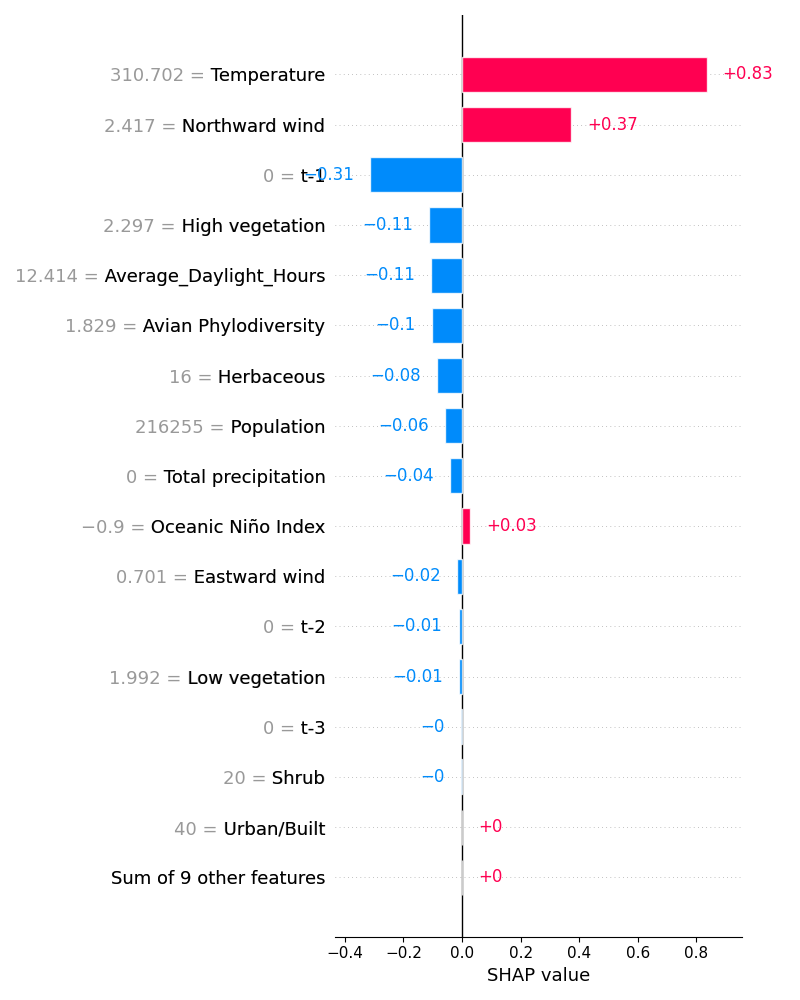 310.702 = Temperature +0.83
2.417 = Northward wind +0.37
0 = t-1 −0.31
2.297 = High vegetation −0.11
12.414 = Average_Daylight_Hours −0.11
1.829 = Avian Phylodiversity −0.1
16 = Herbaceous −0.08
216255 = Population −0.06
0 = Total precipitation −0.04
−0.9 = Oceanic Niño Index +0.03
0.701 = Eastward wind −0.02
0 = t-2 −0.01
1.992 = Low vegetation −0.01
0 = t-3 −0
20 = Shrub −0
40 = Urban/Built +0
Sum of 9 other features +0
−0.4 −0.2 0.0 0.2 0.4 0.6 0.8
SHAP value